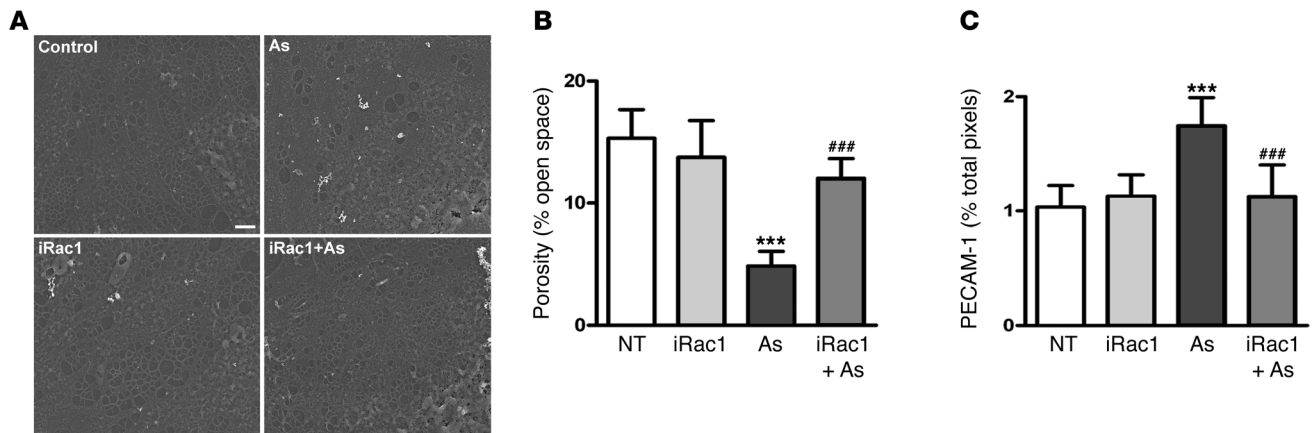 A
Control
As
iRac1
iRac1+As
B
Porosity (% open space)
20
10
0
***
###
NT
iRac1
As
iRac1
+ As
C
PECAM-1 (% total pixels)
2
1
0
***
###
NT
iRac1
As
iRac1
+ As